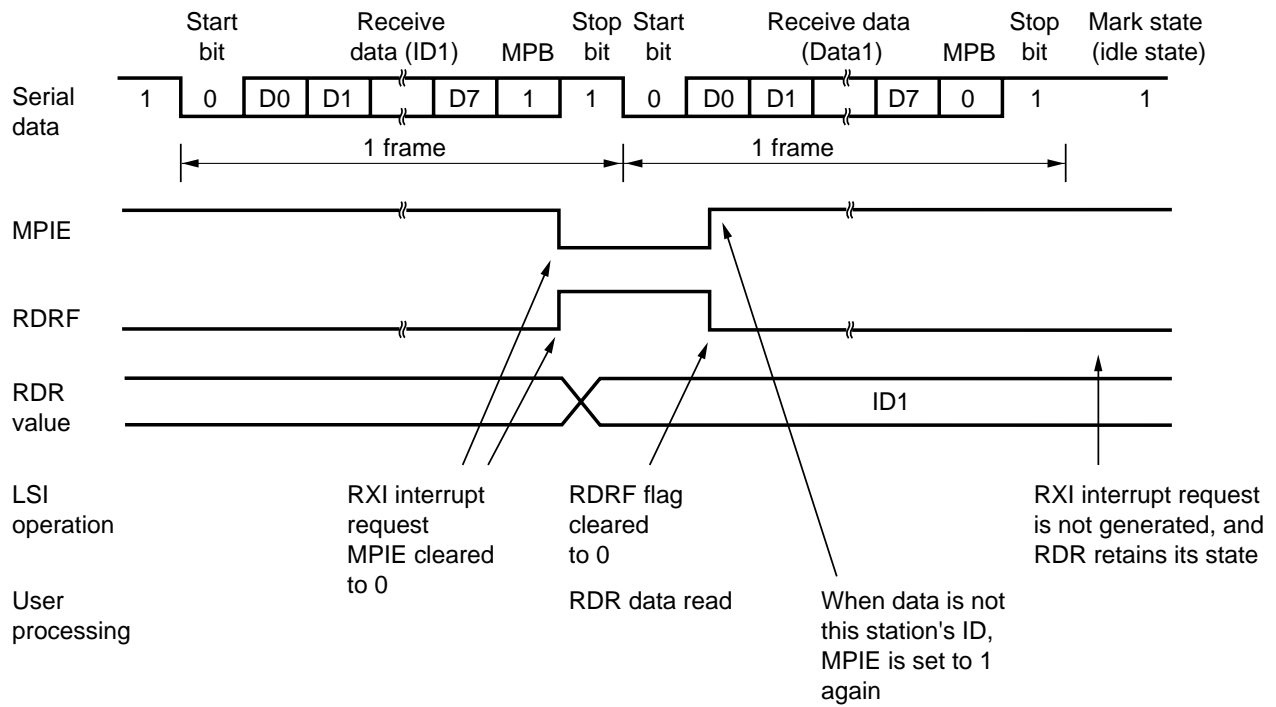 Start bit
Receive data (ID1)
MPB
Stop bit
Start bit
Receive data (Data1)
MPB
Stop bit
Mark state (idle state)
Serial data
1 0 D0 D1 D7 1 1 0 D0 D1 D7 0 1 1
1 frame
1 frame
MPIE
RDRF
RDR value
ID1
LSI operation
RXI interrupt
request
MPIE cleared
to 0
RDRF flag
cleared
to 0
RXI interrupt request
is not generated, and
RDR retains its state
User processing
RDR data read
When data is not
this station's ID,
MPIE is set to 1
again